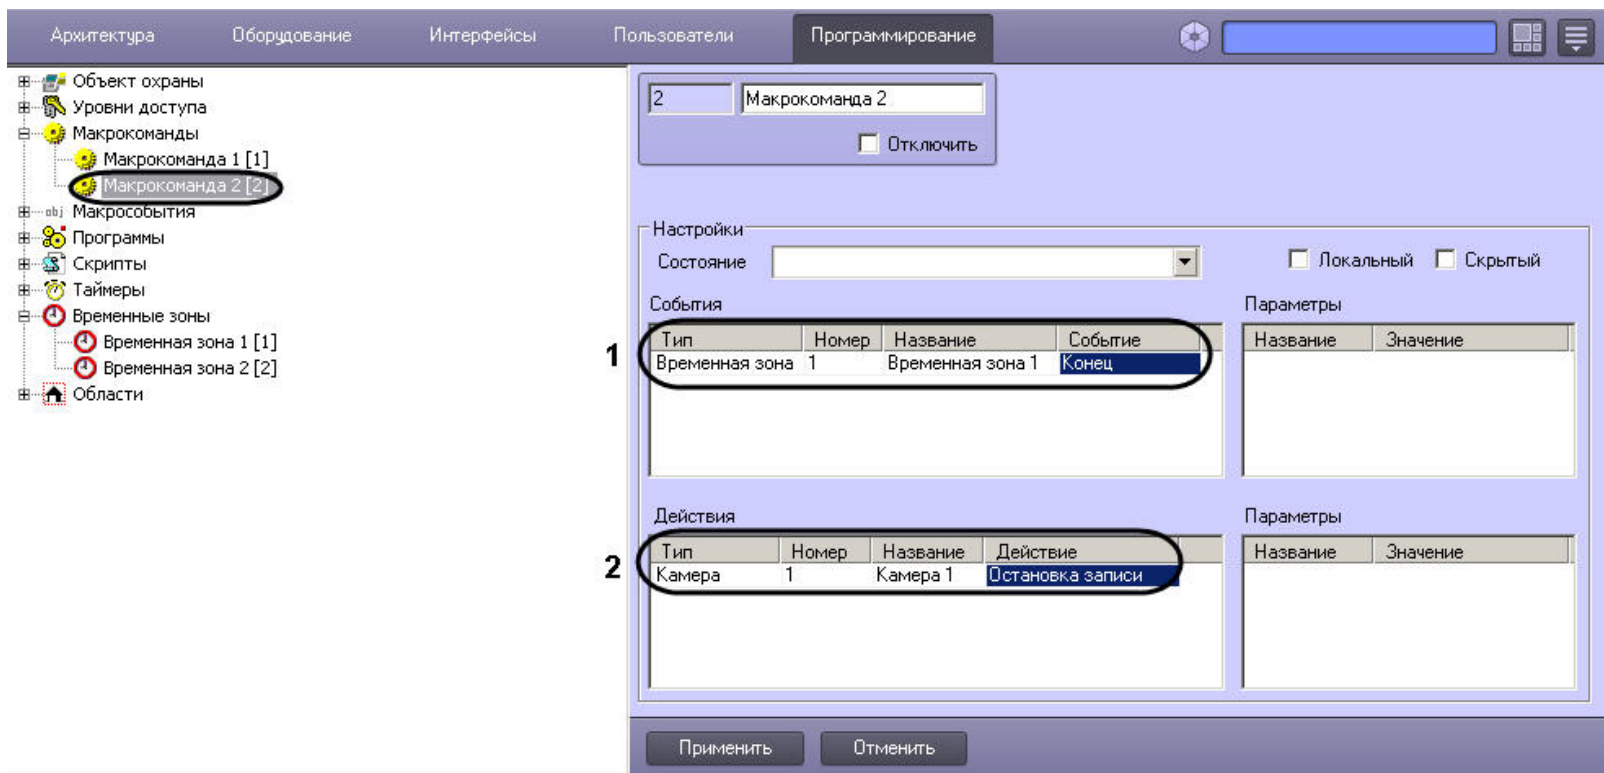 Архитектура Оборудование Интерфейсы Пользователи Программирование
Объект охраны
Уровни доступа
Макрокоманды
Макрокоманда 1 [1]
Макрокоманда 2 [2]
obj Макрособытия
Программы
Скрипты
Таймеры
Временные зоны
Временная зона 1 [1]
Временная зона 2 [2]
Области
2 Макрокоманда 2
Отключить
Настройки
Состояние Локальный Скрытый
События Параметры
1
Тип Номер Название Событие Название Значение
Временная зона 1 Временная зона 1 Конец
Действия Параметры
2
Тип Номер Название Действие Название Значение
Камера 1 Камера 1 Остановка записи
Применить Отменить